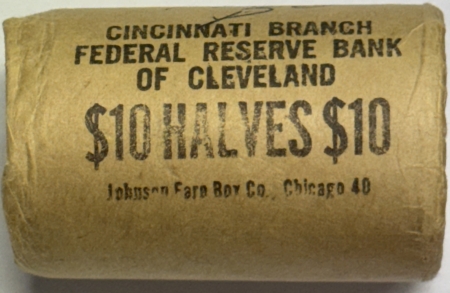 CINCINNATI BRANCH
FEDERAL RESERVE BANK
OF CLEVELAND
$10 HALVES $10
Johnson Fare Box Co., Chicago 40